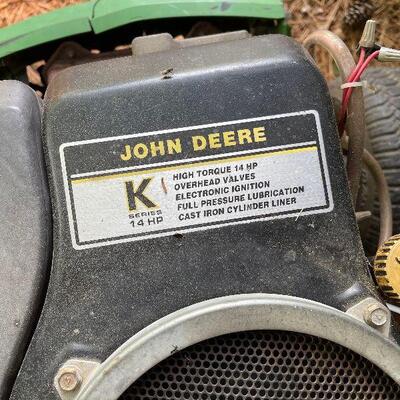 JOHN DEERE
K
SERIES
14 HP
HIGH TORQUE 14 HP
OVERHEAD VALVES
ELECTRONIC IGNITION
FULL PRESSURE LUBRICATION
CAST IRON CYLINDER LINER